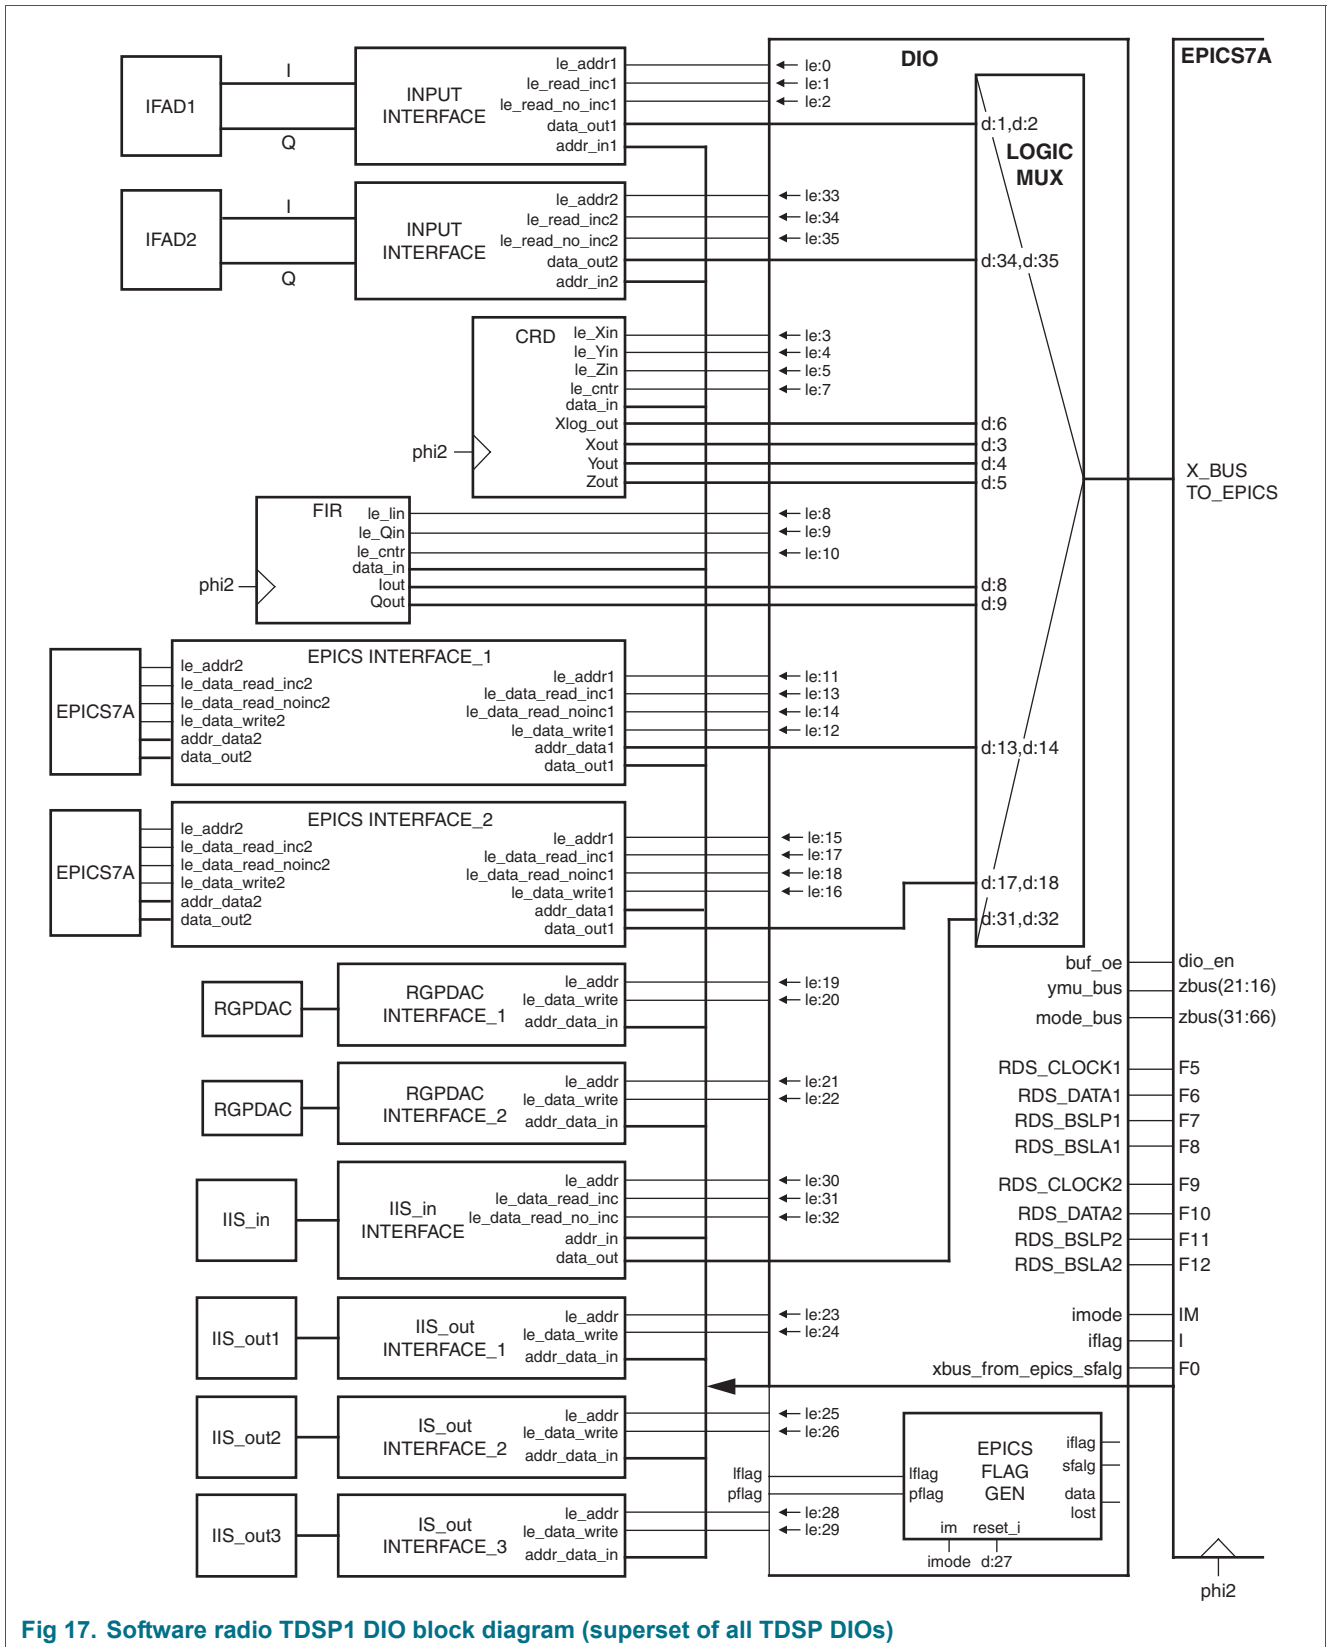 DIO
EPICS7A
IFAD1
I
Q
INPUT
INTERFACE
le_addr1
le_read_inc1
le_read_no_inc1
data_out1
addr_in1
le:0
le:1
le:2
d:1,d:2
LOGIC
MUX
IFAD2
I
Q
INPUT
INTERFACE
le_addr2
le_read_inc2
le_read_no_inc2
data_out2
addr_in2
le:33
le:34
le:35
d:34,d:35
CRD
phi2
le_Xin
le_Yin
le_Zin
le_cntr
data_in
Xlog_out
Xout
Yout
Zout
le:3
le:4
le:5
le:7
d:6
d:3
d:4
d:5
X_BUS
TO_EPICS
FIR
phi2
le_Iin
le_Qin
le_cntr
data_in
Iout
Qout
le:8
le:9
le:10
d:8
d:9
EPICS7A
EPICS INTERFACE_1
le_addr2
le_data_read_inc2
le_data_read_noinc2
le_data_write2
addr_data2
data_out2
le_addr1
le_data_read_inc1
le_data_read_noinc1
le_data_write1
addr_data1
data_out1
le:11
le:13
le:14
le:12
d:13,d:14
EPICS7A
EPICS INTERFACE_2
le_addr2
le_data_read_inc2
le_data_read_noinc2
le_data_write2
addr_data2
data_out2
le_addr1
le_data_read_inc1
le_data_read_noinc1
le_data_write1
addr_data1
data_out1
le:15
le:17
le:18
le:16
d:17,d:18
d:31,d:32
RGPDAC
RGPDAC
INTERFACE_1
le_addr
le_data_write
addr_data_in
le:19
le:20
RGPDAC
RGPDAC
INTERFACE_2
le_addr
le_data_write
addr_data_in
le:21
le:22
IIS_in
IIS_in
INTERFACE
le_addr
le_data_read_inc
le_data_read_no_inc
addr_in
data_out
le:30
le:31
le:32
IIS_out1
IIS_out
INTERFACE_1
le_addr
le_data_write
addr_data_in
le:23
le:24
IIS_out2
IS_out
INTERFACE_2
le_addr
le_data_write
addr_data_in
le:25
le:26
IIS_out3
IS_out
INTERFACE_3
le_addr
le_data_write
addr_data_in
le:28
le:29
buf_oe dio_en
ymu_bus zbus(21:16)
mode_bus zbus(31:66)
RDS_CLOCK1 F5
RDS_DATA1 F6
RDS_BSLP1 F7
RDS_BSLA1 F8
RDS_CLOCK2 F9
RDS_DATA2 F10
RDS_BSLP2 F11
RDS_BSLA2 F12
imode IM
iflag I
xbus_from_epics_sfalg F0
lflag
pflag
lflag
pflag
EPICS
FLAG
GEN
iflag
sfalg
data
lost
im reset_i
imode d:27
phi2
Fig 17. Software radio TDSP1 DIO block diagram (superset of all TDSP DIOs)